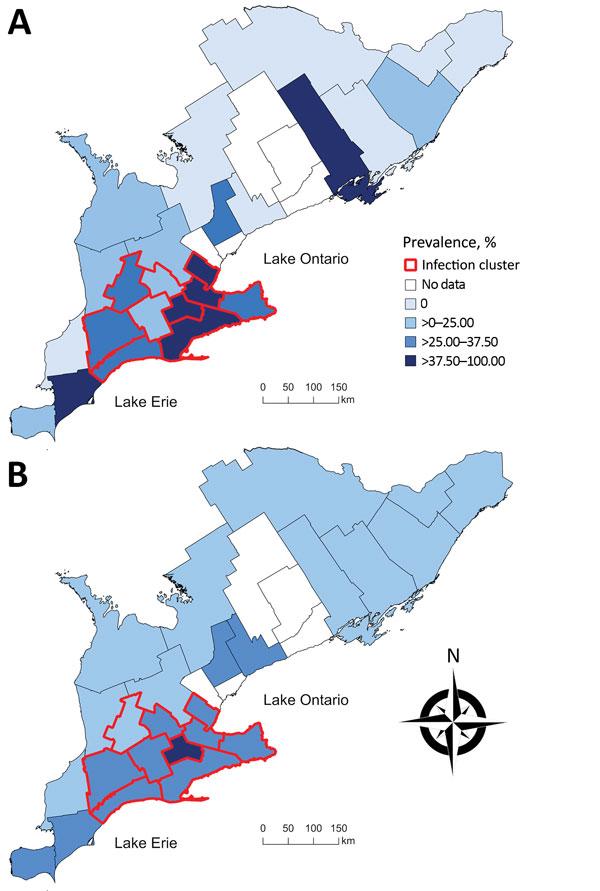 A
Lake Ontario
Prevalence, %
Infection cluster
No data
0
>0–25.00
>25.00–37.50
>37.50–100.00
Lake Erie
0 50 100 150
km
B
N
Lake Ontario
Lake Erie
0 50 100 150
km